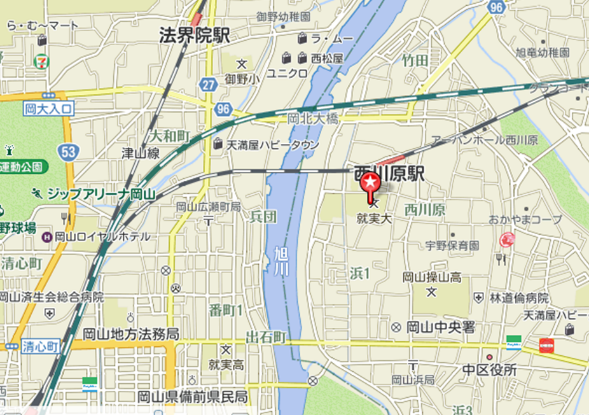 ら・む〜マート
法界院駅
御野幼稚園
ラ・ムー
西松屋
ユニクロ
御野小
96
竹田
旭竜幼稚園
27
96
岡大入口
岡北大橋
大和町
53
津山線
天満屋ハピータウン
アーバンホール西川原
運動公園
西川原駅
ジップアリーナ岡山
岡山広瀬町局
兵団
就実大
西川原
おかやまコープ
野球場
岡山ロイヤルホテル
宇野保育園
清心町
旭川
浜1
岡山操山高
岡山済生会総合病院
番町1
林道倫病院
天満屋ハピー
岡山地方法務局
出石町
岡山中央署
清心町
就実高
中区役所
岡山浜局
岡山県備前県民局
浜3